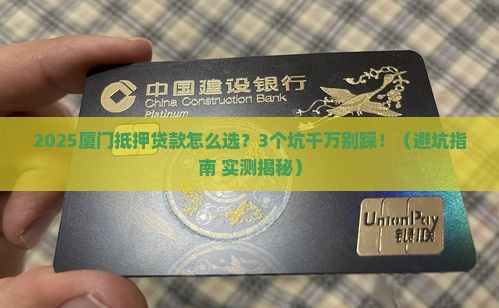 中国建设银行
China Construction Bank
Platinum
2025厦门抵押贷款怎么选？3个坑千万别踩！（避坑指
南 实测揭秘）
UnionPay
银联